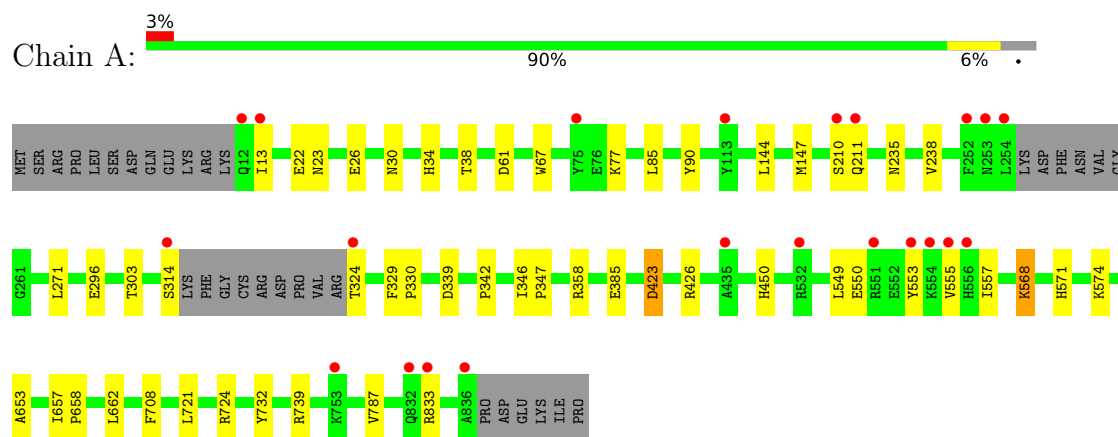 3%
Chain A:
90% 6%
MET SER ARG PRO LEU SER ASP GLN GLU LYS ARG LYS Q12 I13 E22 N23 E26 N30 H34 T38 D61 W67 Y75 E76 K77 L85 Y90 Y113 L144 M147 S210 Q211 N235 V238 F252 N253 L254 LYS ASP PHE ASN VAL GLY
G261 L271 E296 T303 S314 LYS PHE GLY CYS ARG ASP PRO VAL ARG T324 F329 P330 D339 P342 I346 P347 R358 E385 D423 R426 A435 H450 R532 L549 E550 R551 E552 Y553 K554 V555 H556 I557 K568 H571 K574
A653 I657 P658 L662 F708 L721 R724 Y732 R739 K753 V787 Q832 R833 A836 PRO ASP GLU LYS ILE PRO